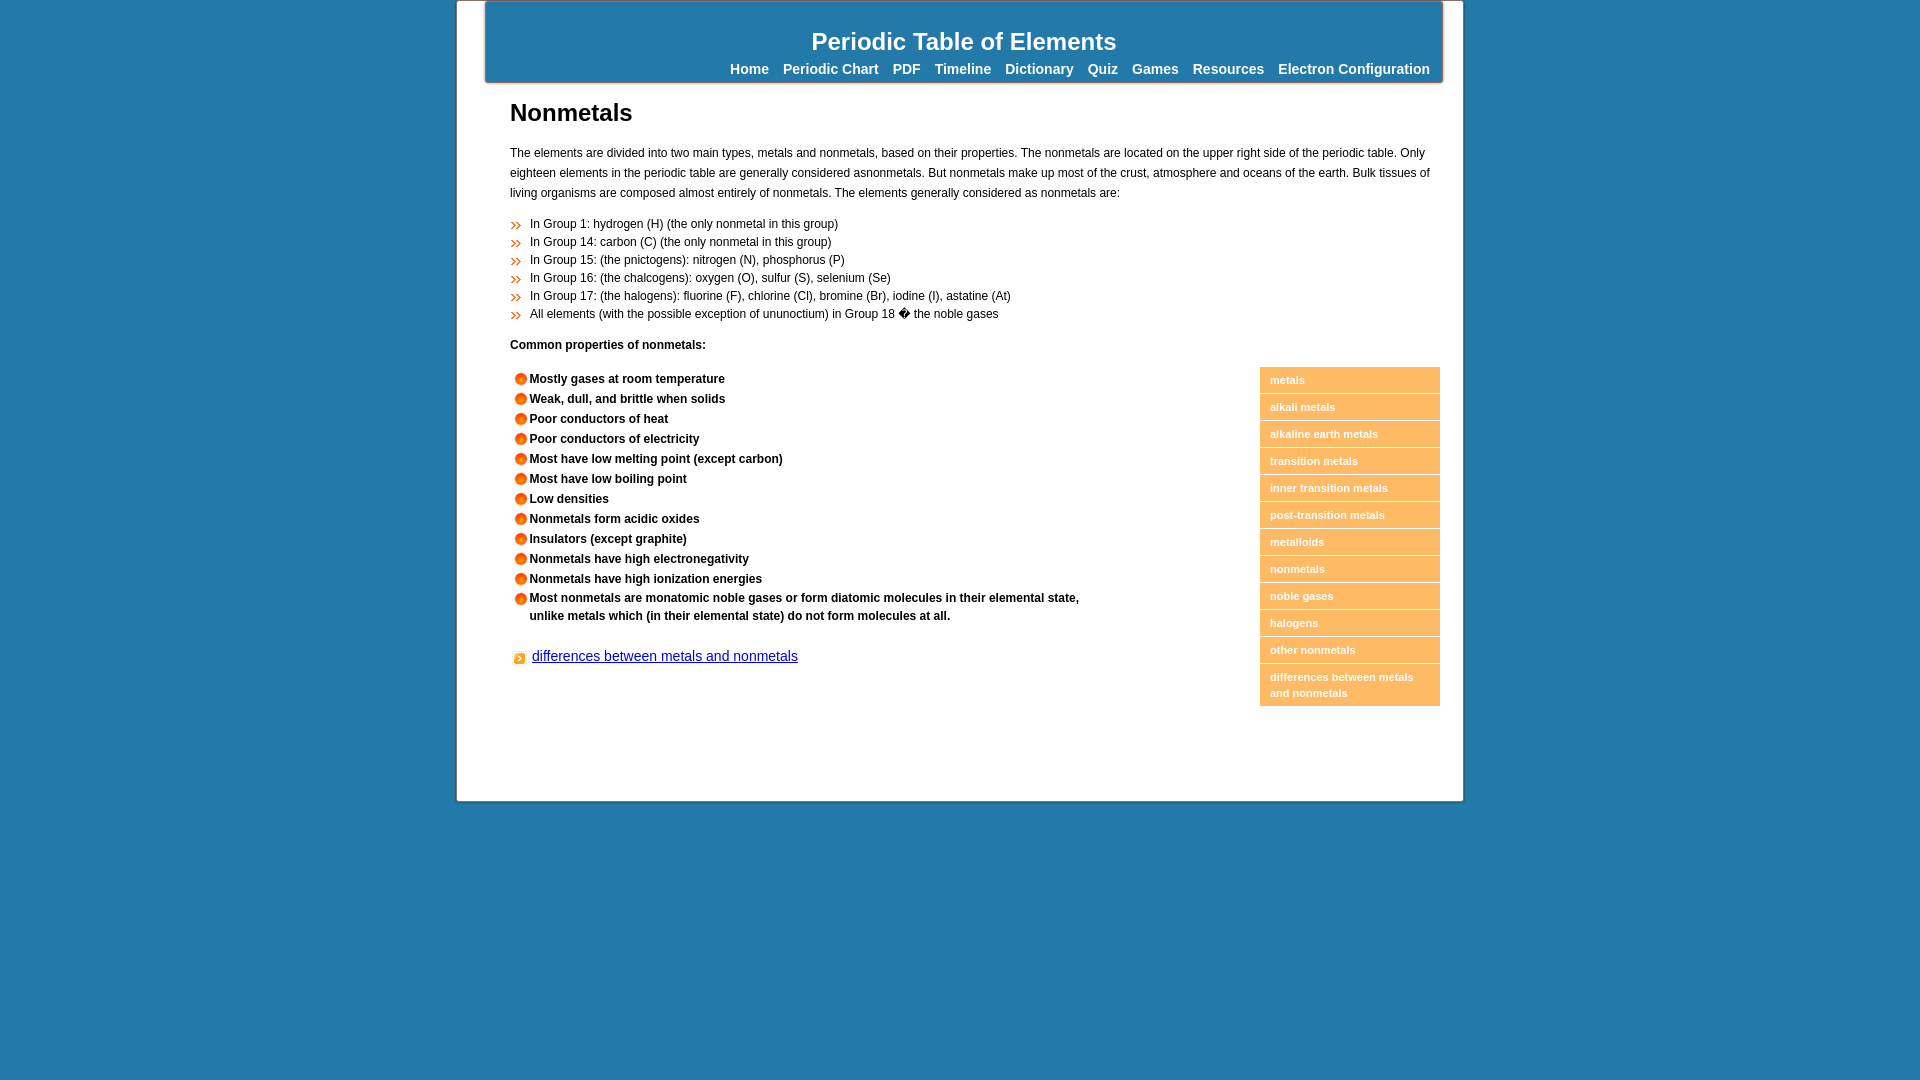 Periodic Table of Elements
Home Periodic Chart PDF Timeline Dictionary Quiz Games Resources Electron Configuration
Nonmetals
The elements are divided into two main types, metals and nonmetals, based on their properties. The nonmetals are located on the upper right side of the periodic table. Only
eighteen elements in the periodic table are generally considered asnonmetals. But nonmetals make up most of the crust, atmosphere and oceans of the earth. Bulk tissues of
living organisms are composed almost entirely of nonmetals. The elements generally considered as nonmetals are:
In Group 1: hydrogen (H) (the only nonmetal in this group)
In Group 14: carbon (C) (the only nonmetal in this group)
In Group 15: (the pnictogens): nitrogen (N), phosphorus (P)
In Group 16: (the chalcogens): oxygen (O), sulfur (S), selenium (Se)
In Group 17: (the halogens): fluorine (F), chlorine (Cl), bromine (Br), iodine (I), astatine (At)
All elements (with the possible exception of ununoctium) in Group 18 � the noble gases
Common properties of nonmetals:
Mostly gases at room temperature
Weak, dull, and brittle when solids
Poor conductors of heat
Poor conductors of electricity
Most have low melting point (except carbon)
Most have low boiling point
Low densities
Nonmetals form acidic oxides
Insulators (except graphite)
Nonmetals have high electronegativity
Nonmetals have high ionization energies
Most nonmetals are monatomic noble gases or form diatomic molecules in their elemental state,
unlike metals which (in their elemental state) do not form molecules at all.
differences between metals and nonmetals
metals
alkali metals
alkaline earth metals
transition metals
inner transition metals
post-transition metals
metalloids
nonmetals
noble gases
halogens
other nonmetals
differences between metals
and nonmetals